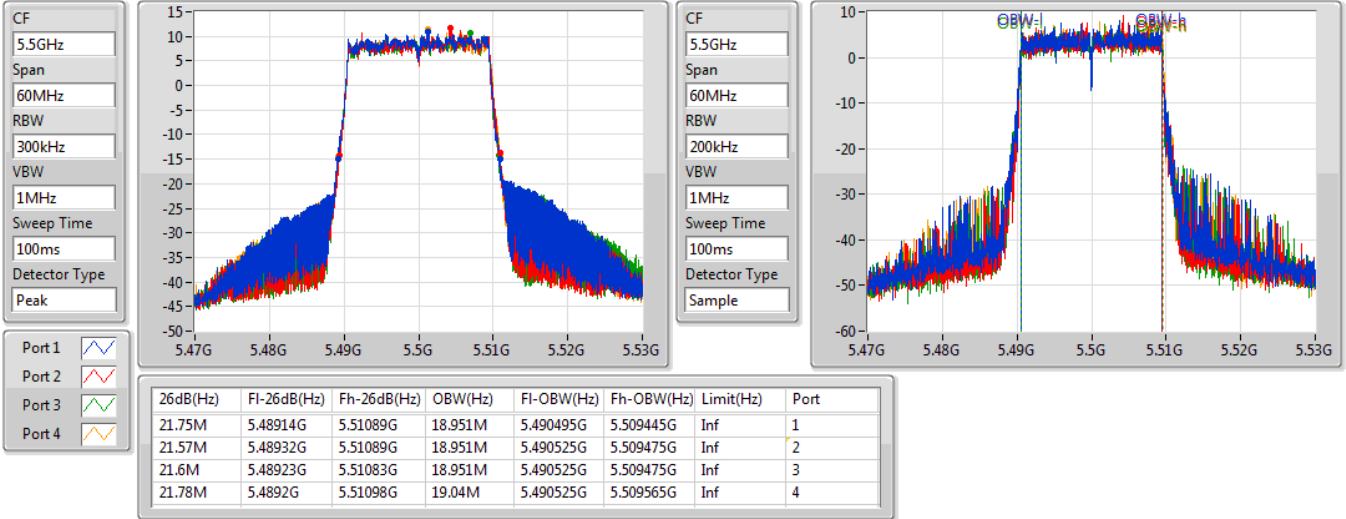 CF
5.5GHz
Span
60MHz
RBW
300kHz
VBW
1MHz
Sweep Time
100ms
Detector Type
Peak
15
10
5
0
-5
-10
-15
-20
-25
-30
-35
-40
-45
-50
5.47G 5.48G 5.49G 5.5G 5.51G 5.52G 5.53G
CF
5.5GHz
Span
60MHz
RBW
200kHz
VBW
1MHz
Sweep Time
100ms
Detector Type
Sample
10
0
-10
-20
-30
-40
-50
-60
OBW-l OBW-h
5.47G 5.48G 5.49G 5.5G 5.51G 5.52G 5.53G
Port 1
Port 2
Port 3
Port 4
26dB(Hz) Fl-26dB(Hz) Fh-26dB(Hz) OBW(Hz) Fl-OBW(Hz) Fh-OBW(Hz) Limit(Hz) Port
21.75M 5.48914G 5.51089G 18.951M 5.490495G 5.509445G Inf 1
21.57M 5.48932G 5.51089G 18.951M 5.490525G 5.509475G Inf 2
21.6M 5.48923G 5.51083G 18.951M 5.490525G 5.509475G Inf 3
21.78M 5.4892G 5.51098G 19.04M 5.490525G 5.509565G Inf 4